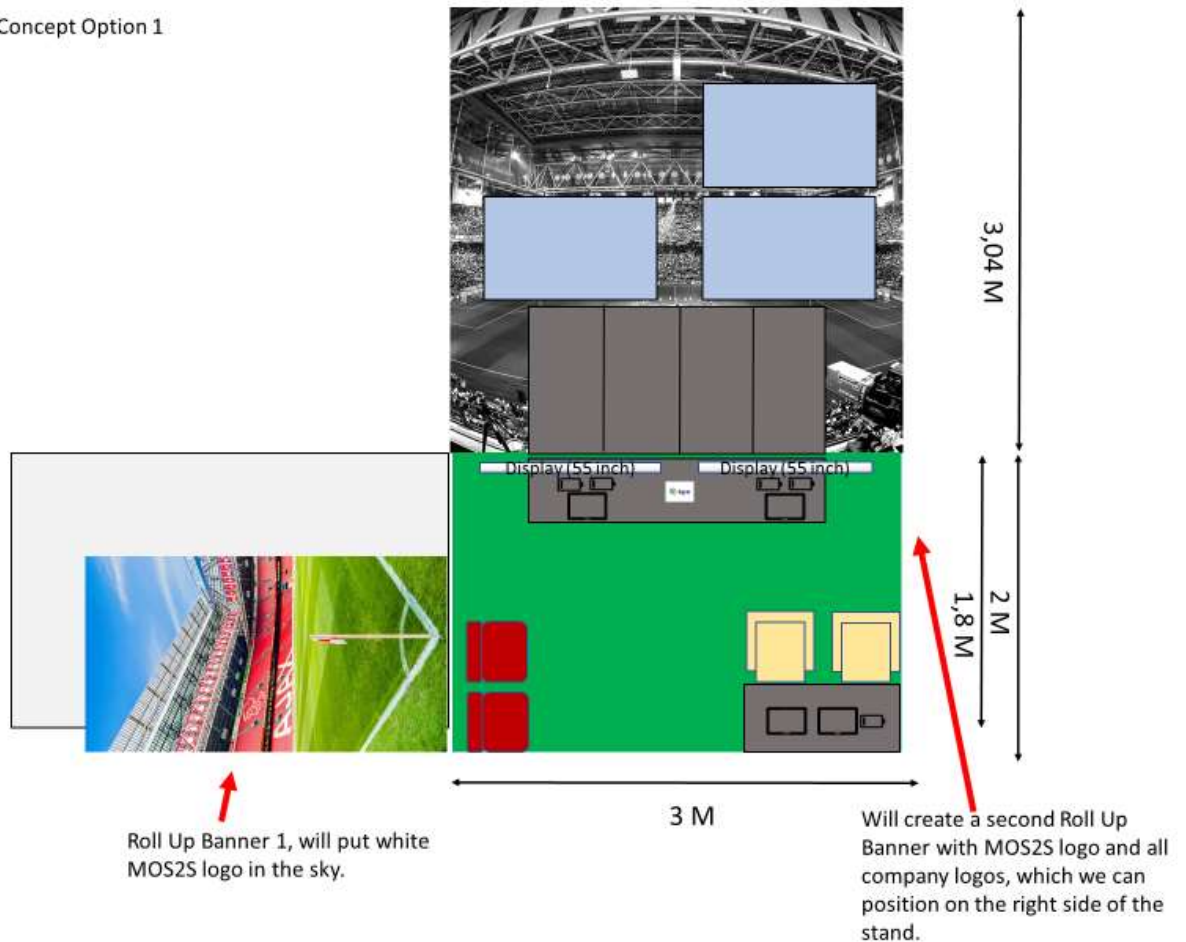 Concept Option 1
3,04 M
Display (55 inch)
Display (55 inch)
AJAX
2 M
1,8 M
3 M
Roll Up Banner 1, will put white
MOS2S logo in the sky.
Will create a second Roll Up
Banner with MOS2S logo and all
company logos, which we can
position on the right side of the
stand.